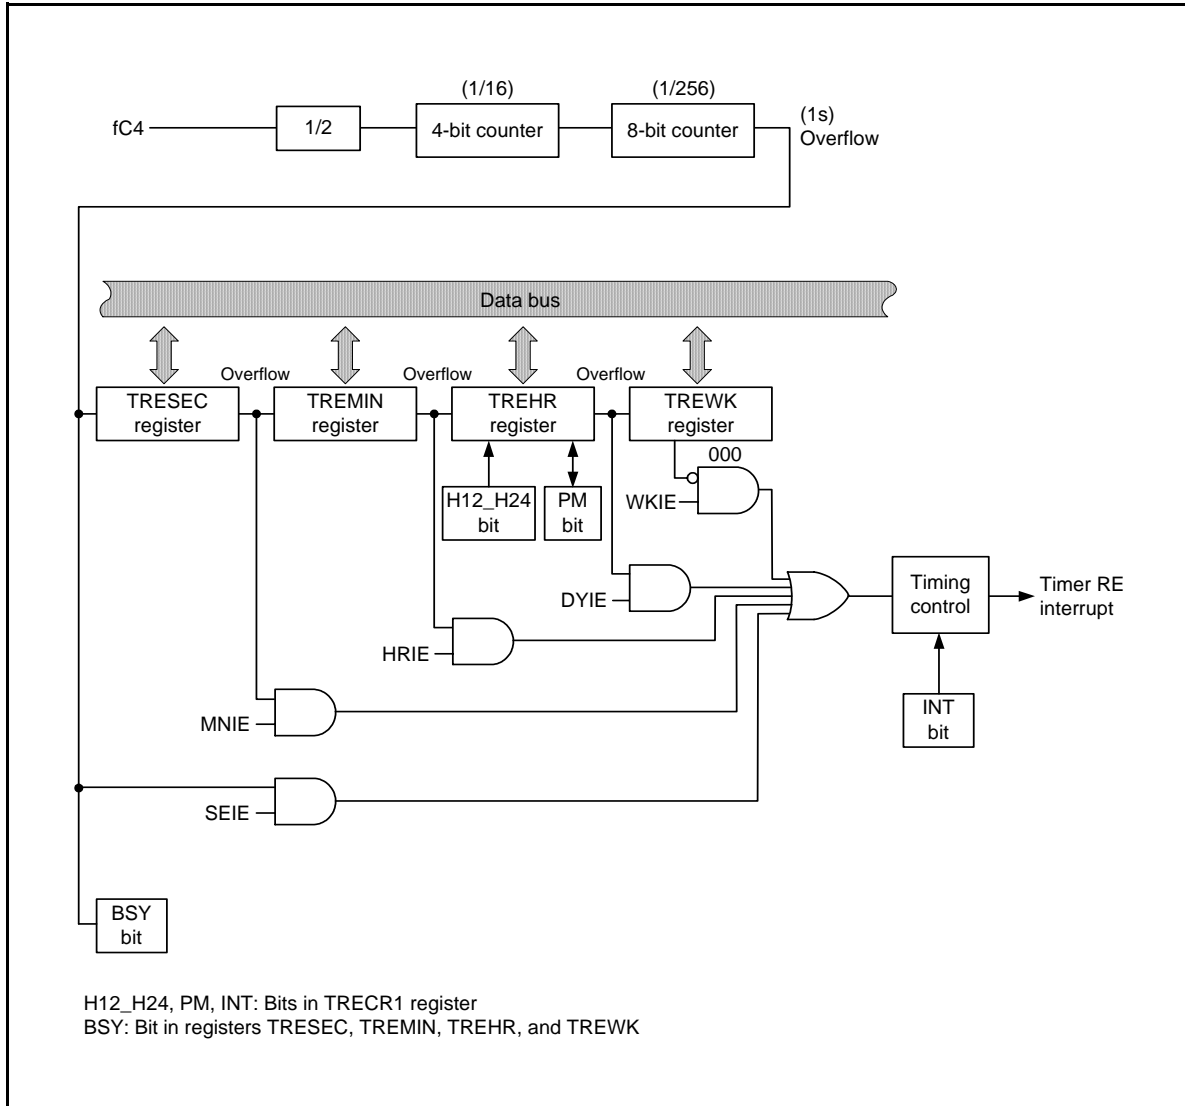 (1/16)
(1/256)
fC4
1/2
4-bit counter
8-bit counter
(1s)
Overflow
Data bus
Overflow
Overflow
Overflow
TRESEC
register
TREMIN
register
TREHR
register
TREWK
register
000
H12_H24
bit
PM
bit
WKIE
DYIE
Timing
control
Timer RE
interrupt
HRIE
INT
bit
MNIE
SEIE
BSY
bit
H12_H24, PM, INT: Bits in TRECR1 register
BSY: Bit in registers TRESEC, TREMIN, TREHR, and TREWK